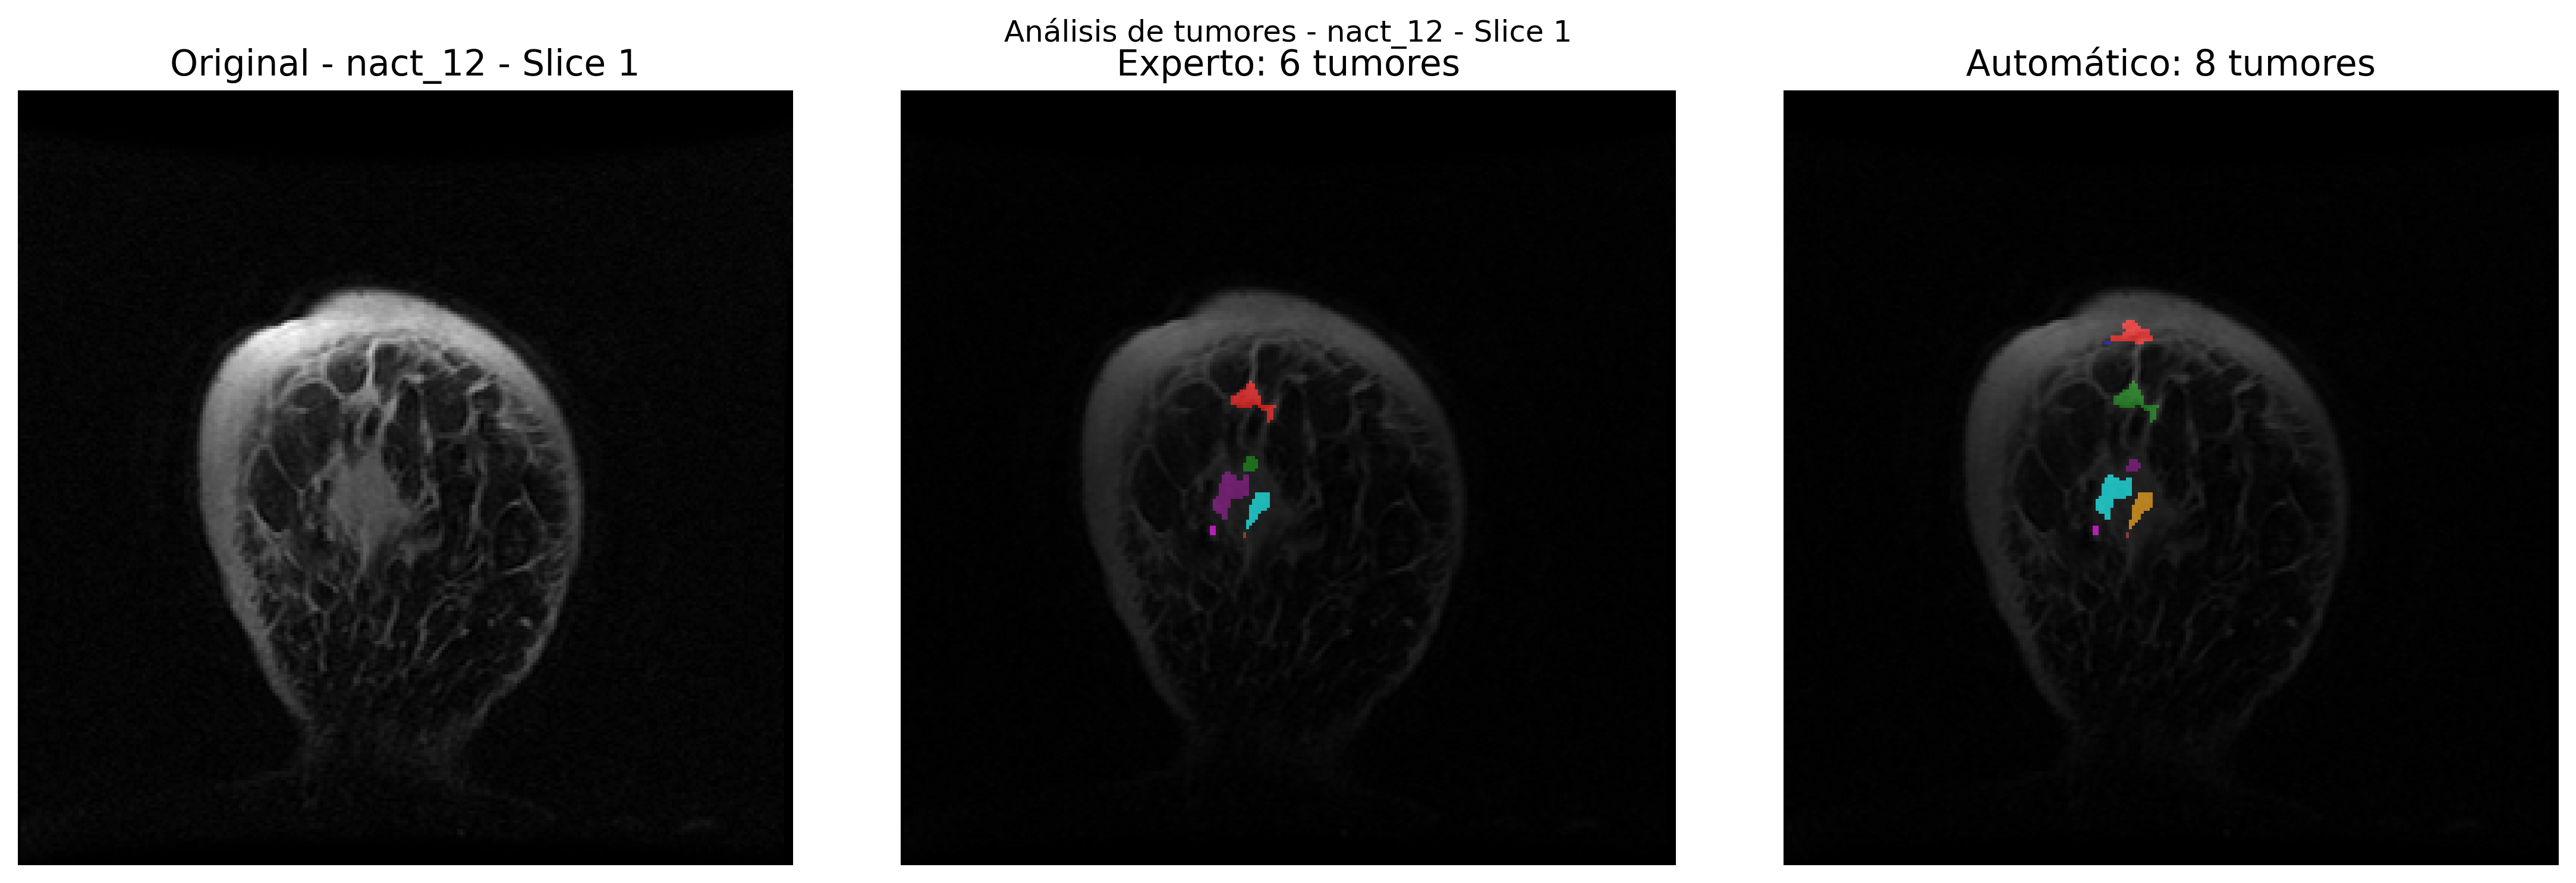 Análisis de tumores - nact_12 - Slice 1
Original - nact_12 - Slice 1
Experto: 6 tumores
Automático: 8 tumores